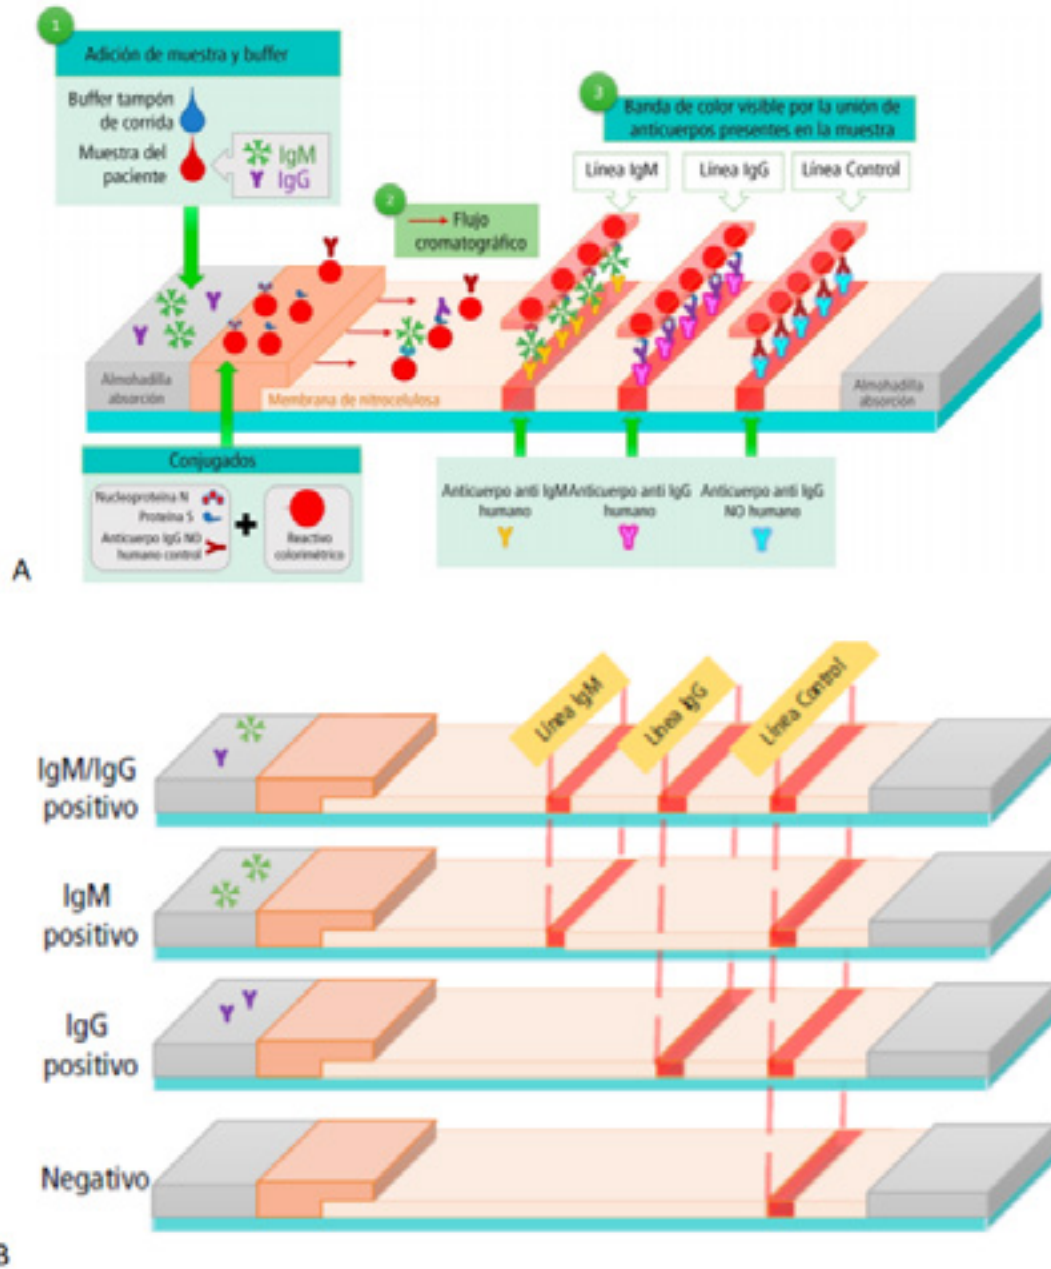 1
Adición de muestra y buffer
Buffer tampón
de corrida
Muestra del
paciente
IgM
IgG
2
Flujo
cromatográfico
3
Banda de color visible por la unión de
anticuerpos presentes en la muestra
Línea IgM
Línea IgG
Línea Control
Almohadilla
absorción
Membrana de nitrocelulosa
Almohadilla
absorción
Conjugados
Nucleoproteína N
Proteína S
Anticuerpo IgG NO
humano control
+
Reactivo
colorimétrico
Anticuerpo anti IgM
humano
Anticuerpo anti IgG
humano
Anticuerpo anti IgG
NO humano
A
Línea IgM
Línea IgG
Línea Control
IgM/IgG
positivo
IgM
positivo
IgG
positivo
Negativo
B